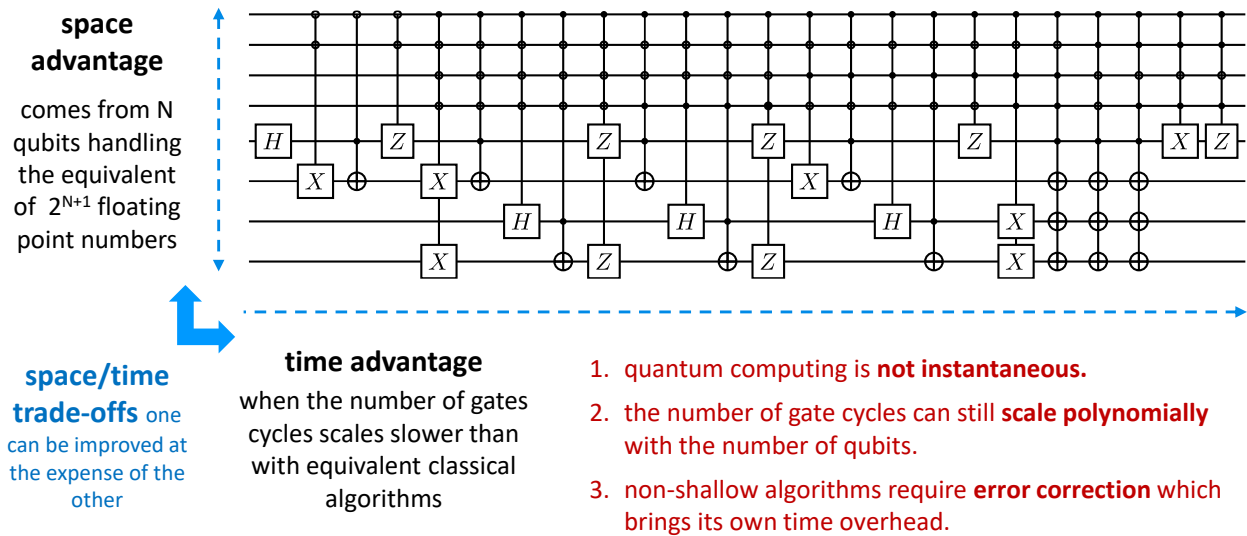 space
advantage
comes from N
qubits handling
the equivalent
of 2^{N+1} floating
point numbers
H
Z
Z
Z
Z
X
Z
X
X
X
H
H
H
X
X
Z
Z
X
space/time
trade-offs one
can be improved at
the expense of the
other
time advantage
when the number of gates
cycles scales slower than
with equivalent classical
algorithms
1. quantum computing is not instantaneous.
2. the number of gate cycles can still scale polynomially
with the number of qubits.
3. non-shallow algorithms require error correction which
brings its own time overhead.